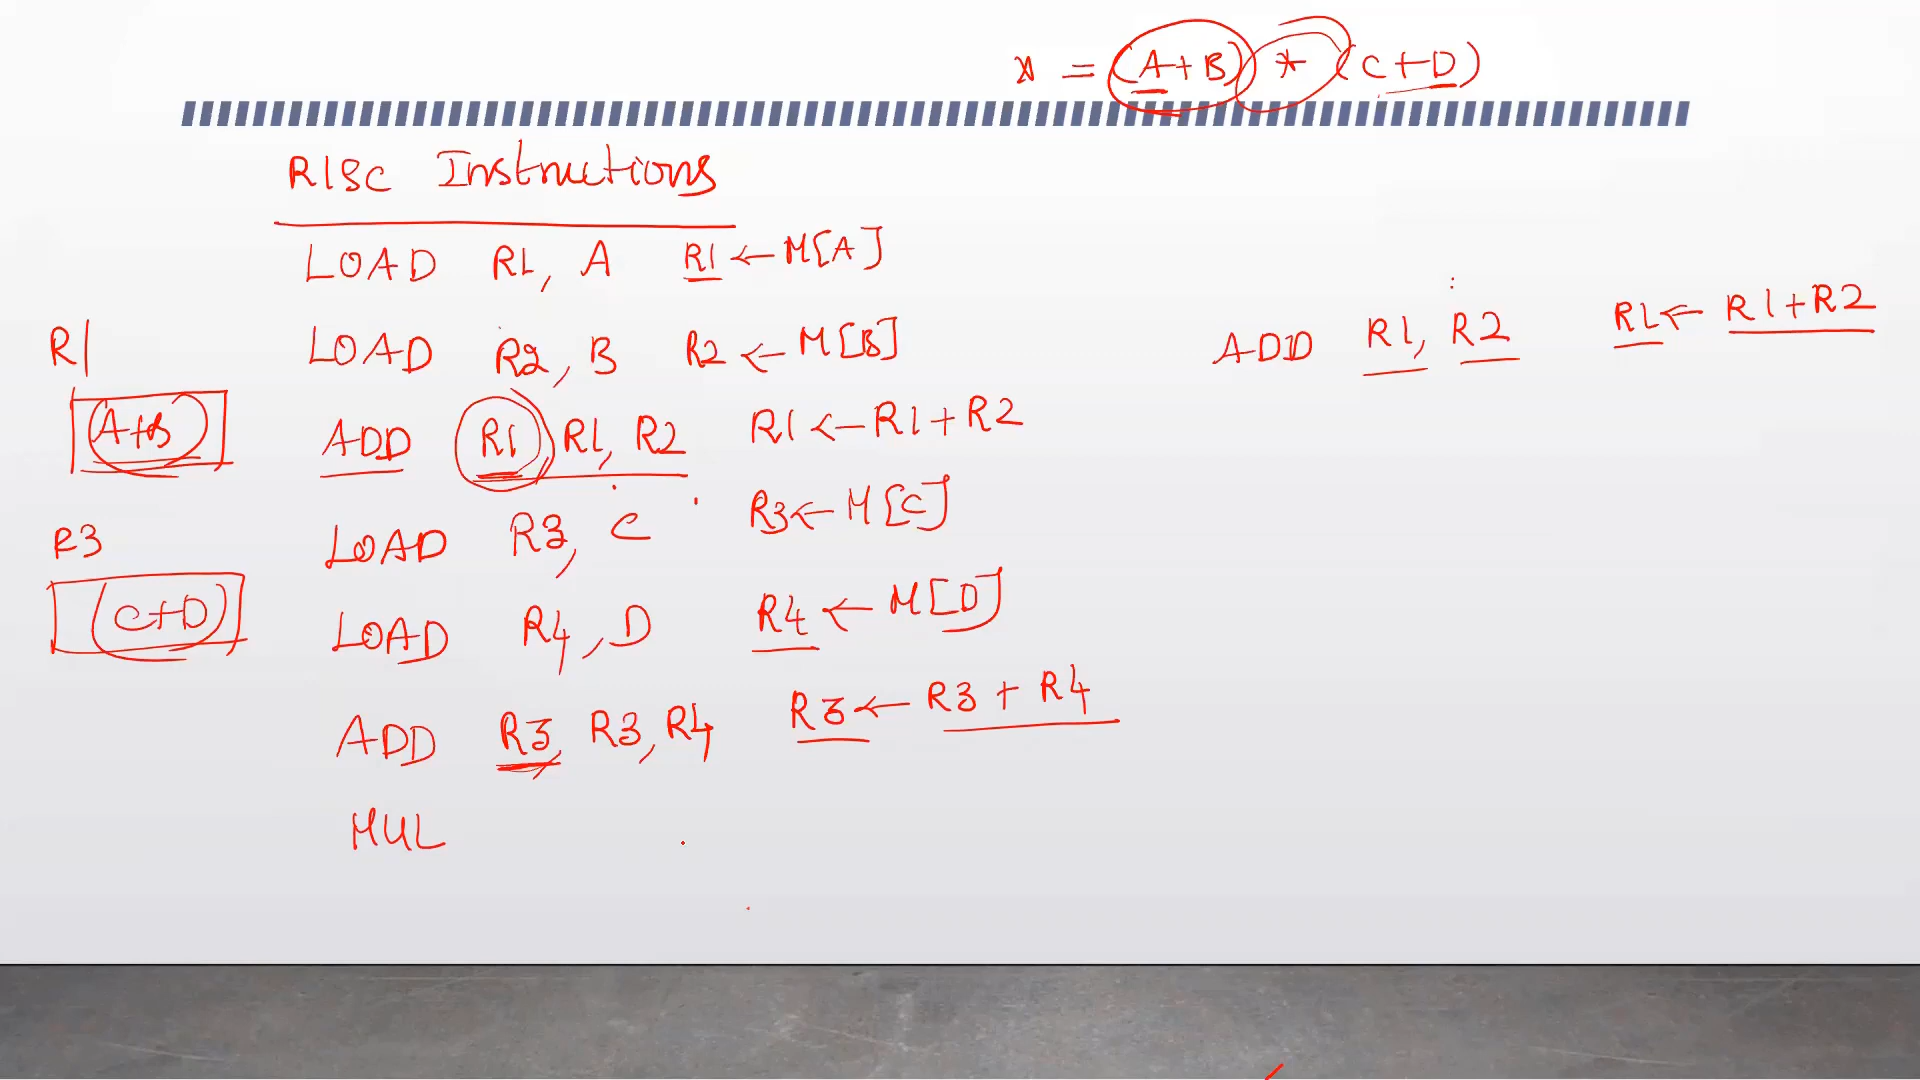 X = (A+B) * (C+D)
RISC Instructions
LOAD R1, A R1 ← M[A]
LOAD R2, B R2 ← M[B]
ADD R1, R2 R1 ← R1+R2
R1
A+B
ADD R1 R1, R2 R1 ← R1+R2
LOAD R3, C R3 ← M[C]
R3
(C+D)
LOAD R4, D R4 ← M[D]
ADD R3, R3, R4 R3 ← R3 + R4
MUL